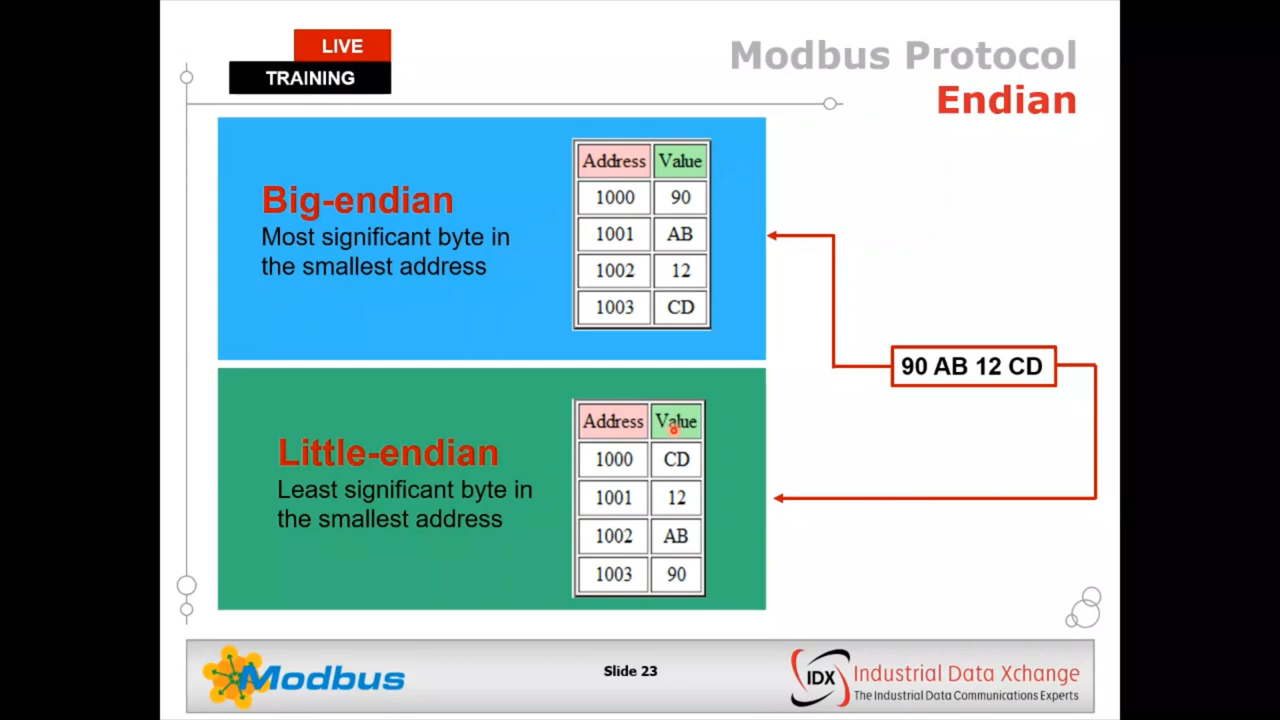 LIVE
TRAINING
Modbus Protocol
Endian
Big-endian
Most significant byte in
the smallest address
Address Value
1000 90
1001 AB
1002 12
1003 CD
90 AB 12 CD
Little-endian
Least significant byte in
the smallest address
Address Value
1000 CD
1001 12
1002 AB
1003 90
Modbus
Slide 23
IDX Industrial Data Xchange
The Industrial Data Communications Experts